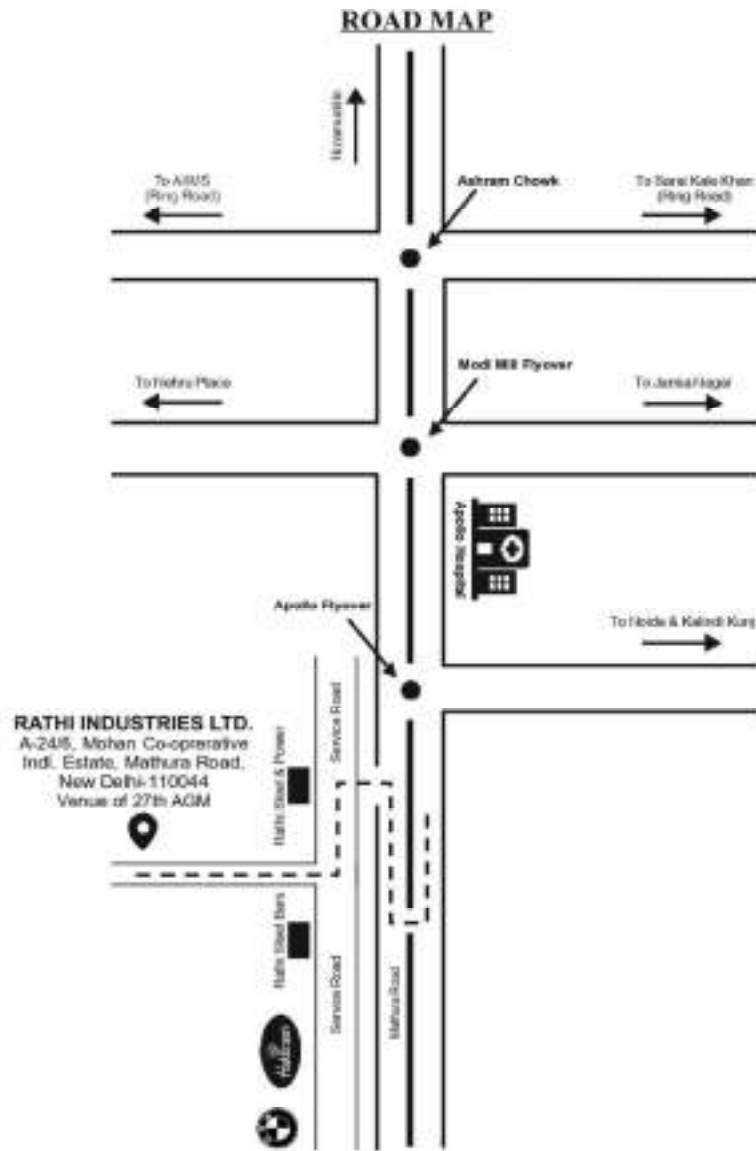 ROAD MAP
To AIIMS
(Ring Road)
Ashram Chowk
To Sarai Kale Khan
(Ring Road)
To Nehru Place
Modi Mill Flyover
To Jamia Nagar
Apollo Hospital
Apollo Flyover
To Noida & Kalindi Kunj
RATHI INDUSTRIES LTD.
A-24/6, Mohan Co-oprerative
Indl. Estate, Mathura Road,
New Delhi-110044
Venue of 27th AGM
Rathi Steel & Power
Service Road
Rathi Steel Bars
Service Road
Mathura Road
Haldiram